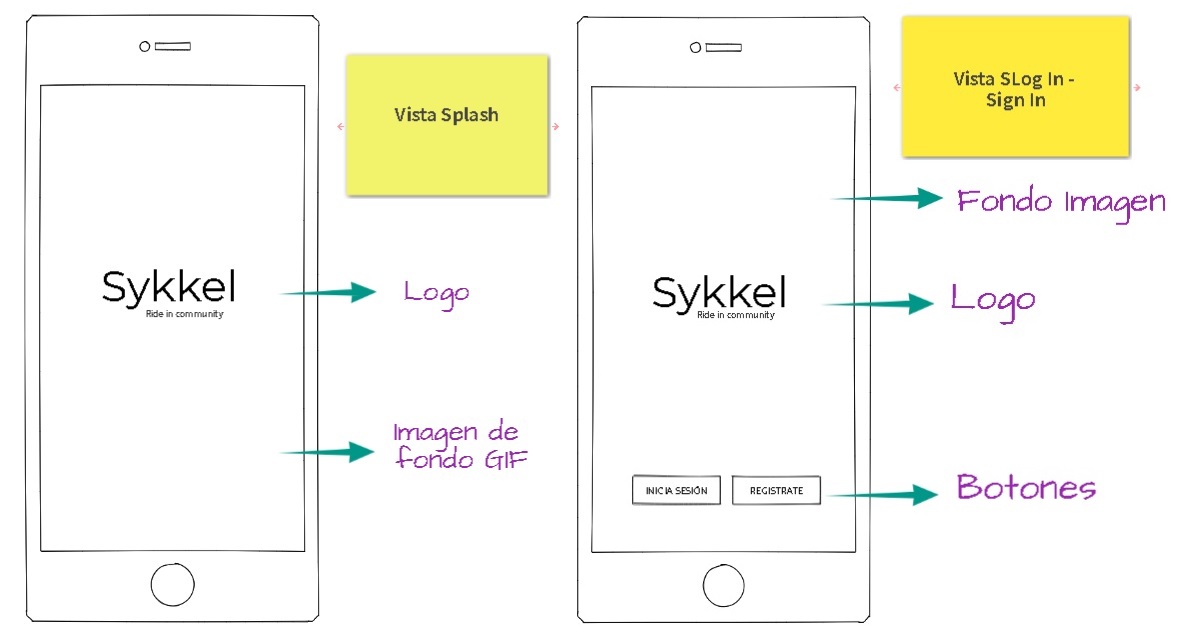 Vista Splash
Sykkel
Ride in community
Logo
Imagen de
fondo GIF
Vista SLog In -
Sign In
Fondo Imagen
Sykkel
Ride in community
Logo
INICIA SESIÓN
REGISTRATE
Botones